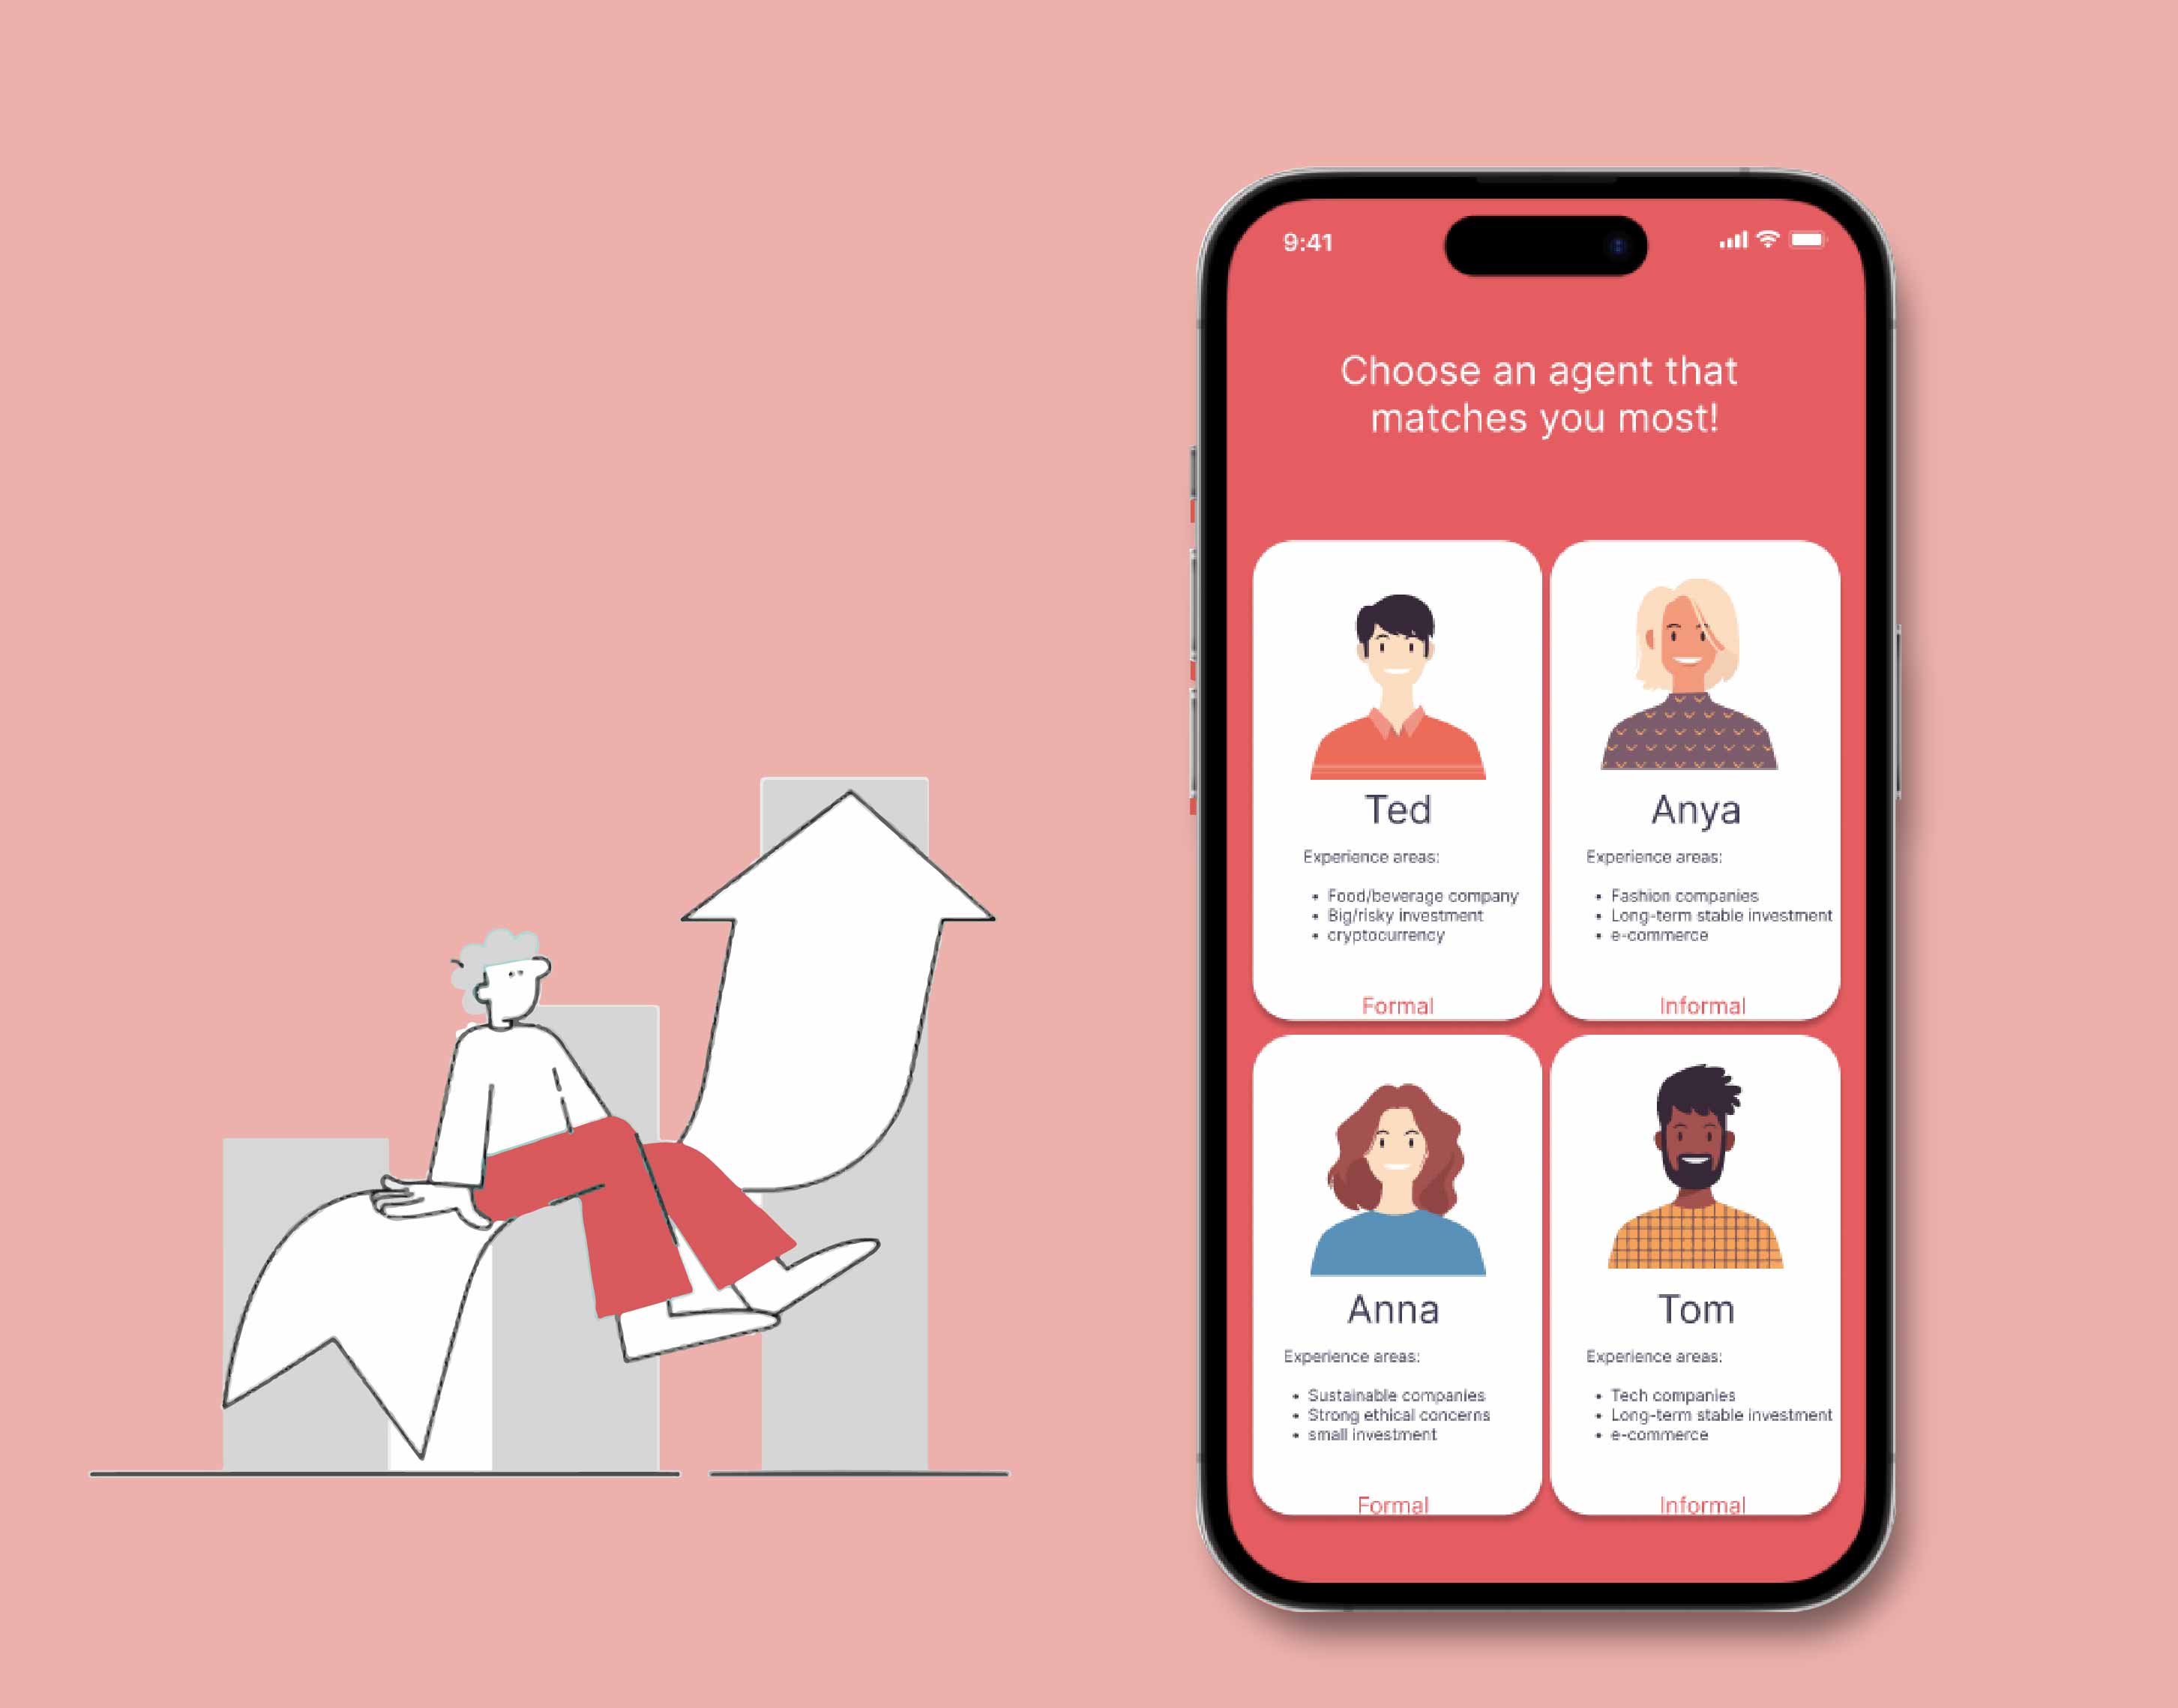 9:41
Choose an agent that
matches you most!
Ted
Experience areas:
• Food/beverage company
• Big/risky investment
• cryptocurrency
Formal
Anya
Experience areas:
• Fashion companies
• Long-term stable investment
• e-commerce
Informal
Anna
Experience areas:
• Sustainable companies
• Strong ethical concerns
• small investment
Formal
Tom
Experience areas:
• Tech companies
• Long-term stable investment
• e-commerce
Informal